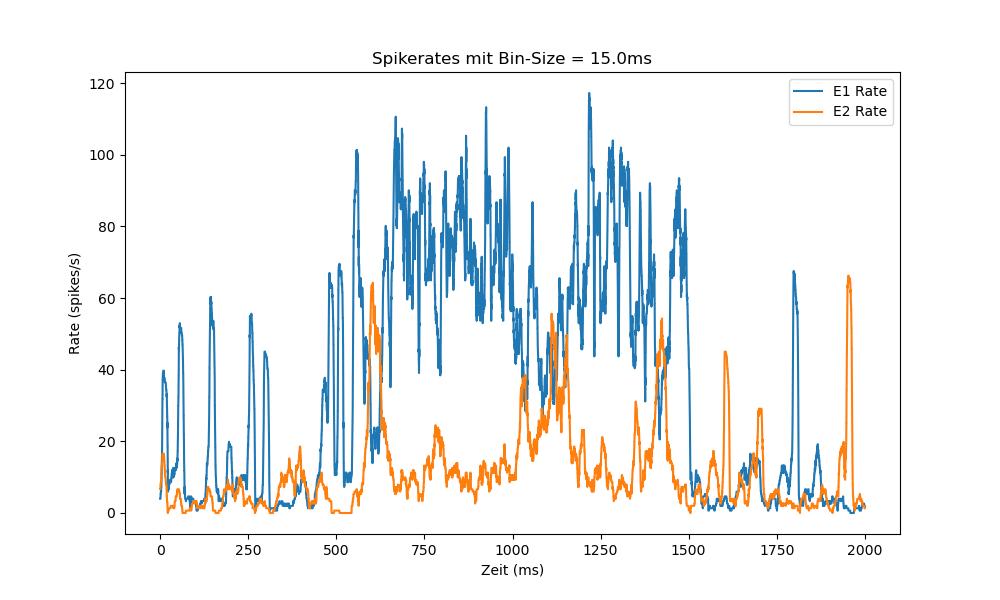 Spikerates mit Bin-Size = 15.0ms
E1 Rate
E2 Rate
Rate (spikes/s)
120
100
80
60
40
20
0
0 250 500 750 1000 1250 1500 1750 2000
Zeit (ms)